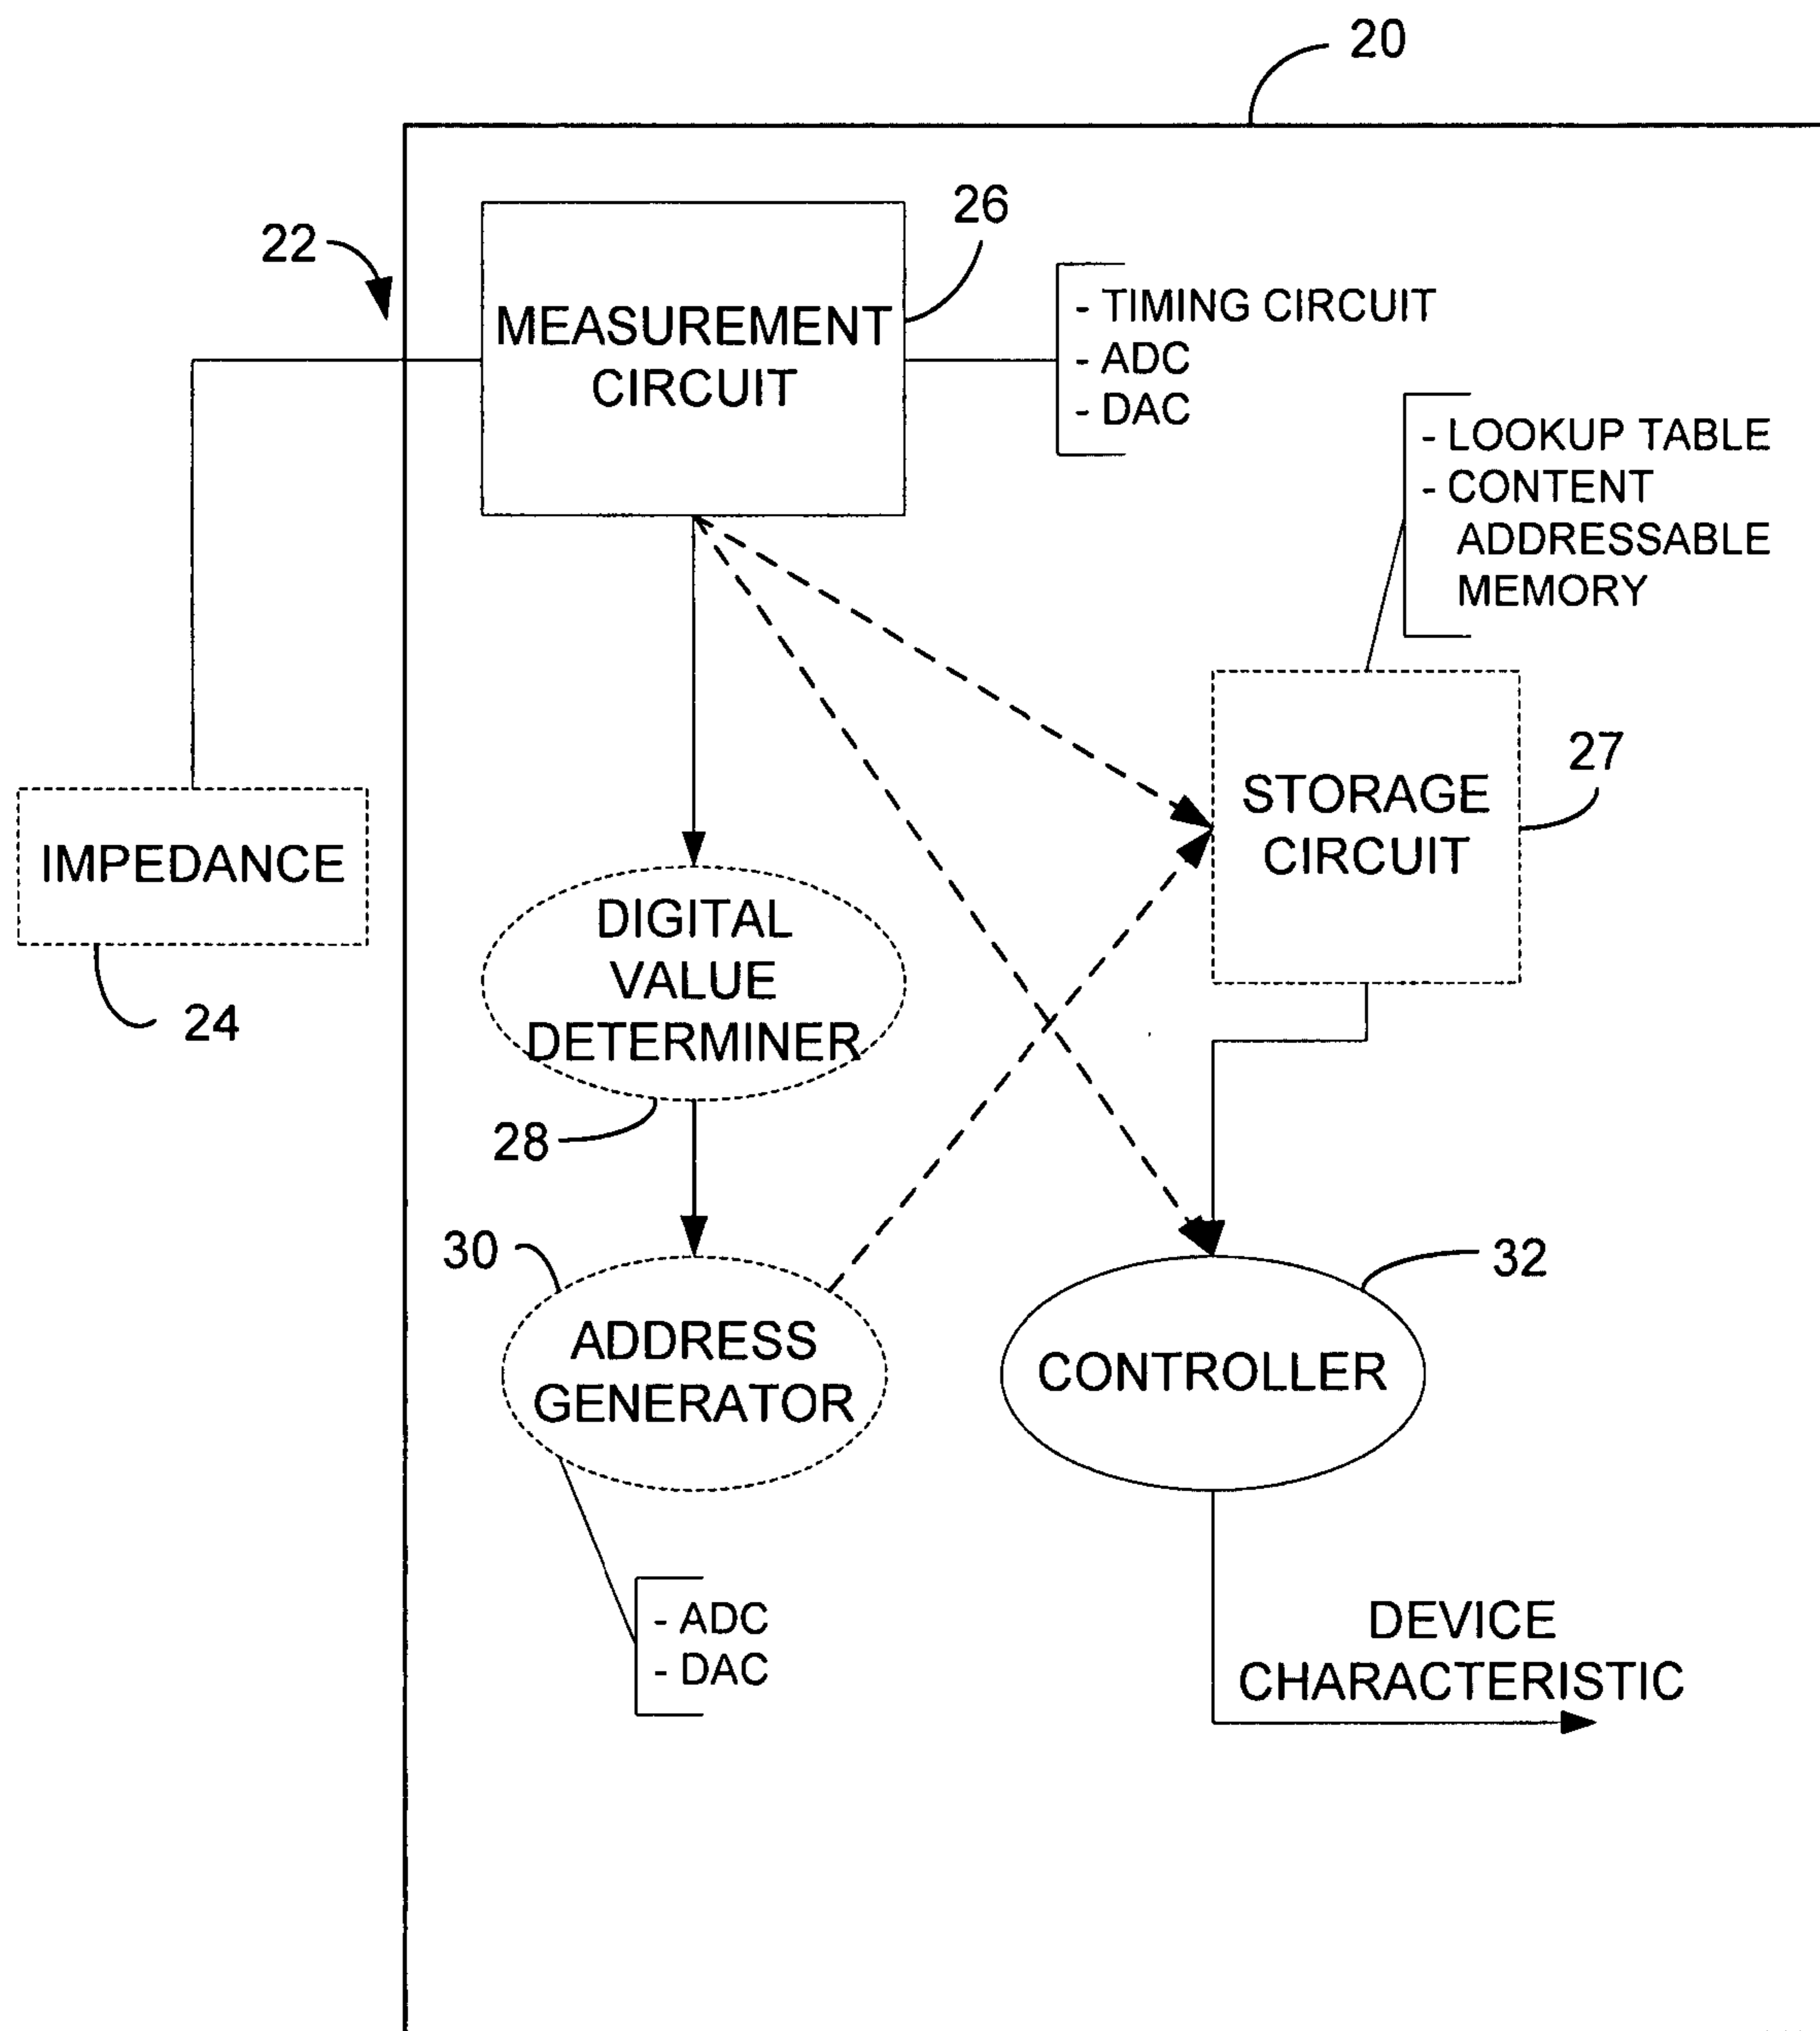 20
26
22
MEASUREMENT
CIRCUIT
- TIMING CIRCUIT
- ADC
- DAC
- LOOKUP TABLE
- CONTENT
ADDRESSABLE
MEMORY
27
STORAGE
CIRCUIT
IMPEDANCE
24
DIGITAL
VALUE
DETERMINER
28
30
ADDRESS
GENERATOR
32
CONTROLLER
- ADC
- DAC
DEVICE
CHARACTERISTIC